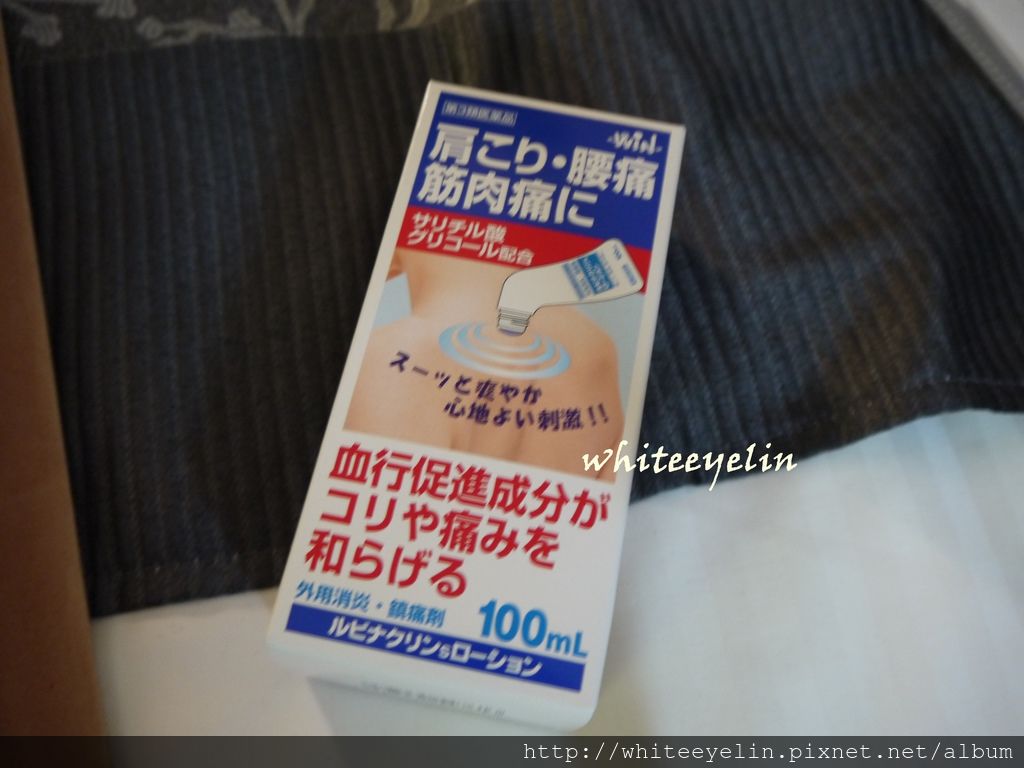 第3類医薬品
WIN
肩こり・腰痛
筋肉痛に
サリチル酸
グリコール配合
スーッと爽やか
心地よい刺激!!
whiteeyelin
血行促進成分が
コリや痛みを
和らげる
外用消炎・鎮痛剤
100mL
ルビナクリンsローション
http://whiteeyelin.pixnet.net/album